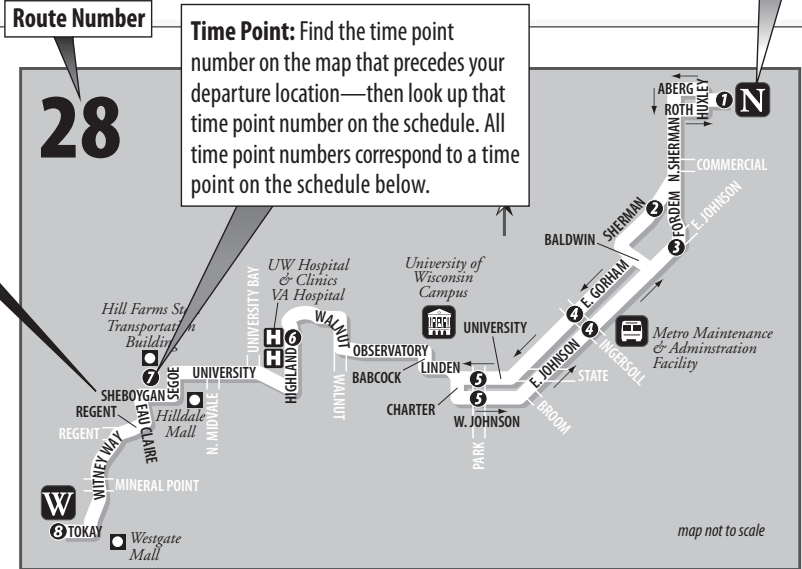 Route Number
Time Point: Find the time point
number on the map that precedes your
departure location—then look up that
time point number on the schedule. All
time point numbers correspond to a time
point on the schedule below.
28
ABERG
ROTH
HUXLEY
1
N
N. SHERMAN
COMMERCIAL
SHERMAN
2
FORDEM
E. JOHNSON
3
BALDWIN
E. GORHAM
4
4
INGERSOLL
Metro Maintenance
& Adminstration
Facility
University of
Wisconsin
Campus
UNIVERSITY
E. JOHNSON
STATE
BROOM
LINDEN
5
5
BABCOCK
CHARTER
W. JOHNSON
PARK
OBSERVATORY
WALNUT
WALNUT
UW Hospital
& Clinics
VA Hospital
H
H
6
HIGHLAND
UNIVERSITY BAY
UNIVERSITY
N. MIDVALE
Hill Farms
Transportation
Building
7
SEGOE
SHEBOYGAN
Hilldale
Mall
REGENT
REGENT
EAU CLAIRE
WITNEY WAY
MINERAL POINT
W
8
TOKAY
Westgate
Mall
map not to scale